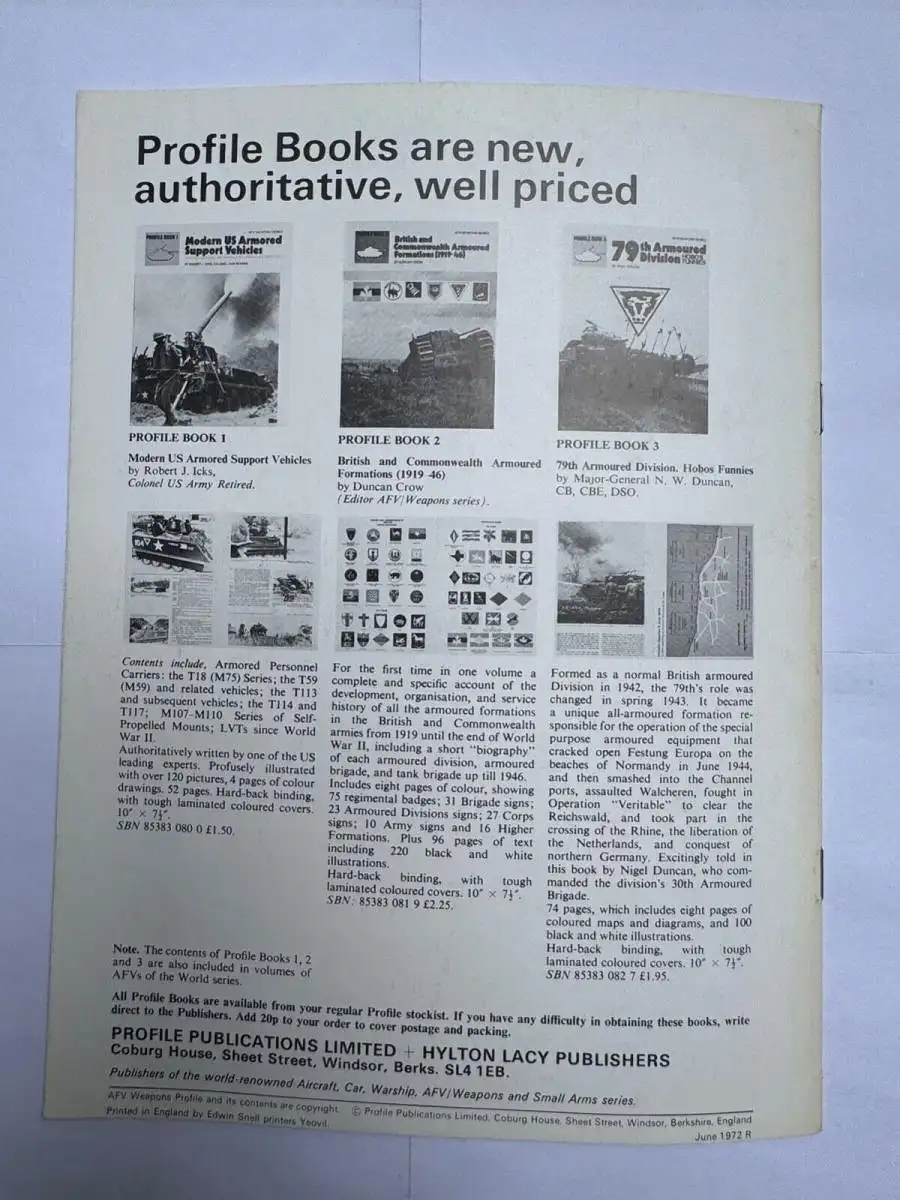 Profile Books are new,
authoritative, well priced
PROFILE BOOK 1
Modern US Armored
Support Vehicles
British and
Commonwealth Armoured
Formations (1919-46)
79th Armoured
Division HOBO'S
FUNNIES
PROFILE BOOK 1
Modern US Armored Support Vehicles
by Robert J. Icks,
Colonel US Army Retired.
PROFILE BOOK 2
British and Commonwealth Armoured
Formations (1919-46)
by Duncan Crow
(Editor AFV/Weapons series).
PROFILE BOOK 3
79th Armoured Division. Hobos Funnies
by Major-General N. W. Duncan,
CB, CBE, DSO.
Contents include. Armored Personnel
Carriers: the T18 (M75) Series; the T59
(M59) and related vehicles; the T113
and subsequent vehicles; the T114 and
T117; M107-M110 Series of Self-
Propelled Mounts; LVTs since World
War II.
Authoritatively written by one of the US
leading experts. Profusely illustrated
with over 120 pictures, 4 pages of colour
drawings. 52 pages. Hard-back binding,
with tough laminated coloured covers.
10" × 7½".
SBN 85383 080 0 £1.50.
For the first time in one volume a
complete and specific account of the
development, organisation, and service
history of all the armoured formations
in the British and Commonwealth
armies from 1919 until the end of World
War II, including a short "biography"
of each armoured division, armoured
brigade, and tank brigade up till 1946.
Includes eight pages of colour, showing
75 regimental badges; 31 Brigade signs;
23 Armoured Divisions signs; 27 Corps
signs; 10 Army signs and 16 Higher
Formations. Plus 96 pages of text
including 220 black and white
illustrations.
Hard-back binding, with tough
laminated coloured covers. 10" × 7½".
SBN: 85383 081 9 £2.25.
Formed as a normal British armoured
Division in 1942, the 79th's role was
changed in spring 1943. It became
a unique all-armoured formation re-
sponsible for the operation of the special
purpose armoured equipment that
cracked open Festung Europa on the
beaches of Normandy in June 1944,
and then smashed into the Channel
ports, assaulted Walcheren, fought in
Operation "Veritable" to clear the
Reichswald, and took part in the
crossing of the Rhine, the liberation of
the Netherlands, and conquest of
northern Germany. Excitingly told in
this book by Nigel Duncan, who com-
manded the division's 30th Armoured
Brigade.
74 pages, which includes eight pages of
coloured maps and diagrams, and 100
black and white illustrations.
Hard-back binding, with tough
laminated coloured covers. 10" × 7½".
SBN 85383 082 7 £1.95.
Note. The contents of Profile Books 1, 2
and 3 are also included in volumes of
AFVs of the World series.
All Profile Books are available from your regular Profile stockist. If you have any difficulty in obtaining these books, write
direct to the Publishers. Add 20p to your order to cover postage and packing.
PROFILE PUBLICATIONS LIMITED + HYLTON LACY PUBLISHERS
Coburg House, Sheet Street, Windsor, Berks. SL4 1EB.
Publishers of the world-renowned Aircraft, Car, Warship, AFV/Weapons and Small Arms series.
AFV Weapons Profile and its contents are copyright. © Profile Publications Limited, Coburg House, Sheet Street, Windsor, Berkshire, England
Printed in England by Edwin Snell printers Yeovil.
June 1972 R